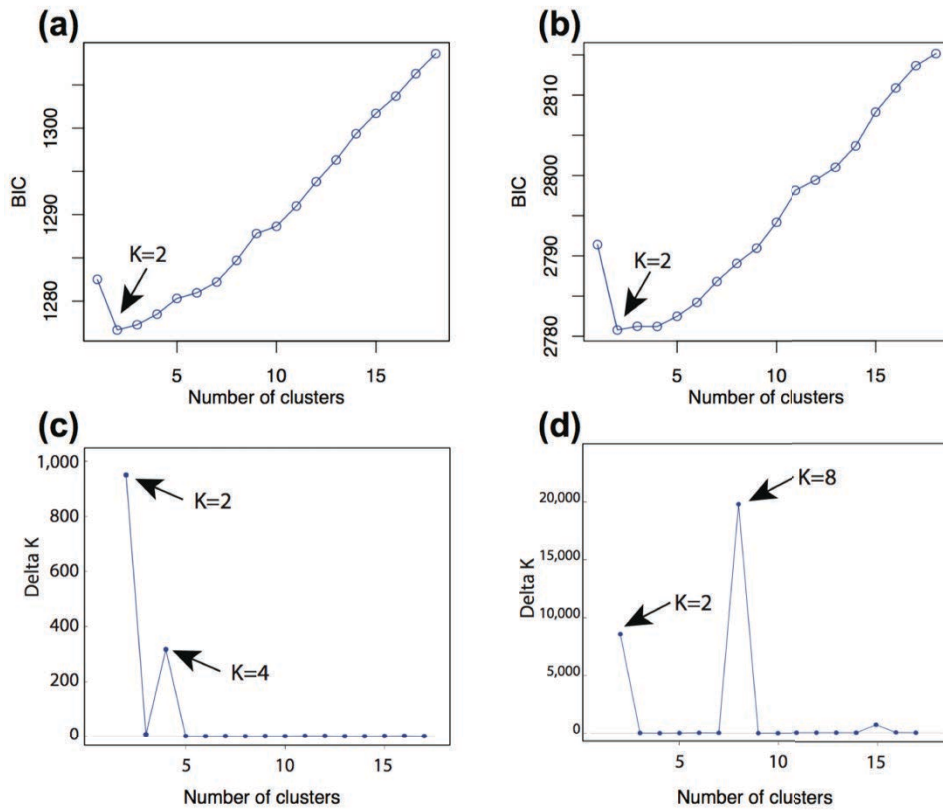 (a)
BIC
1300
1290
1280
K=2
5 10 15
Number of clusters
(b)
BIC
2810
2800
2790
2780
K=2
5 10 15
Number of clusters
(c)
Delta K
1,000
800
600
400
200
0
K=2
K=4
5 10 15
Number of clusters
(d)
Delta K
20,000
15,000
10,000
5,000
0
K=8
K=2
5 10 15
Number of clusters